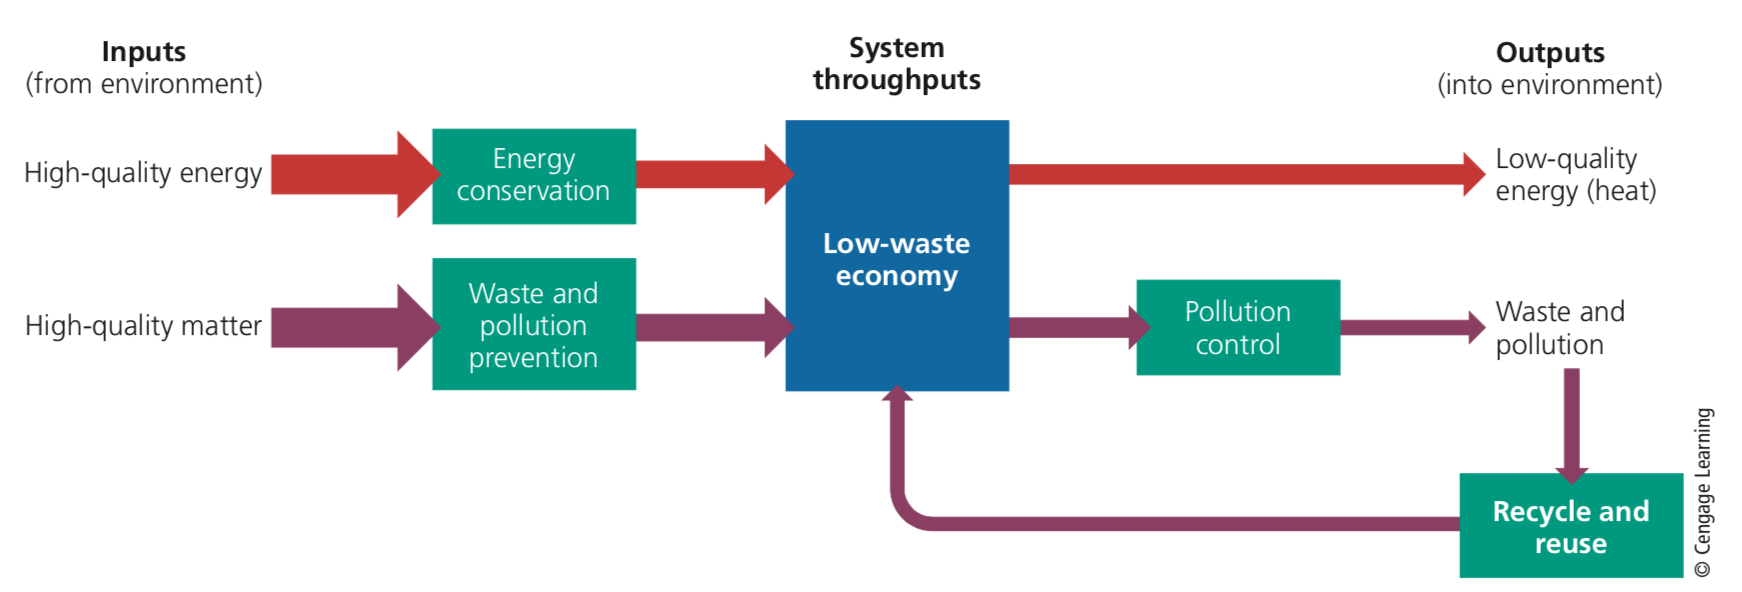 Inputs
(from environment)
System
throughputs
Outputs
(into environment)
High-quality energy
Energy
conservation
Low-quality
energy (heat)
Low-waste
economy
High-quality matter
Waste and
pollution
prevention
Pollution
control
Waste and
pollution
Recycle and
reuse
© Cengage Learning